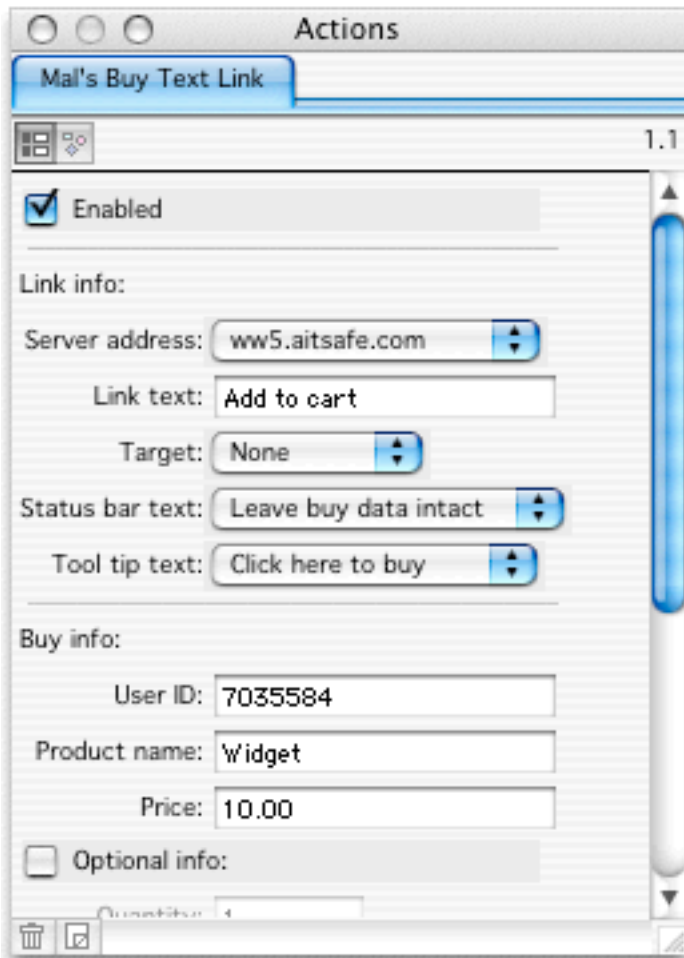 Actions
Mal's Buy Text Link
1.1
Enabled
Link info:
Server address: ww5.aitsafe.com
Link text: Add to cart
Target: None
Status bar text: Leave buy data intact
Tool tip text: Click here to buy
Buy info:
User ID: 7035584
Product name: Widget
Price: 10.00
Optional info:
Quantity: 1